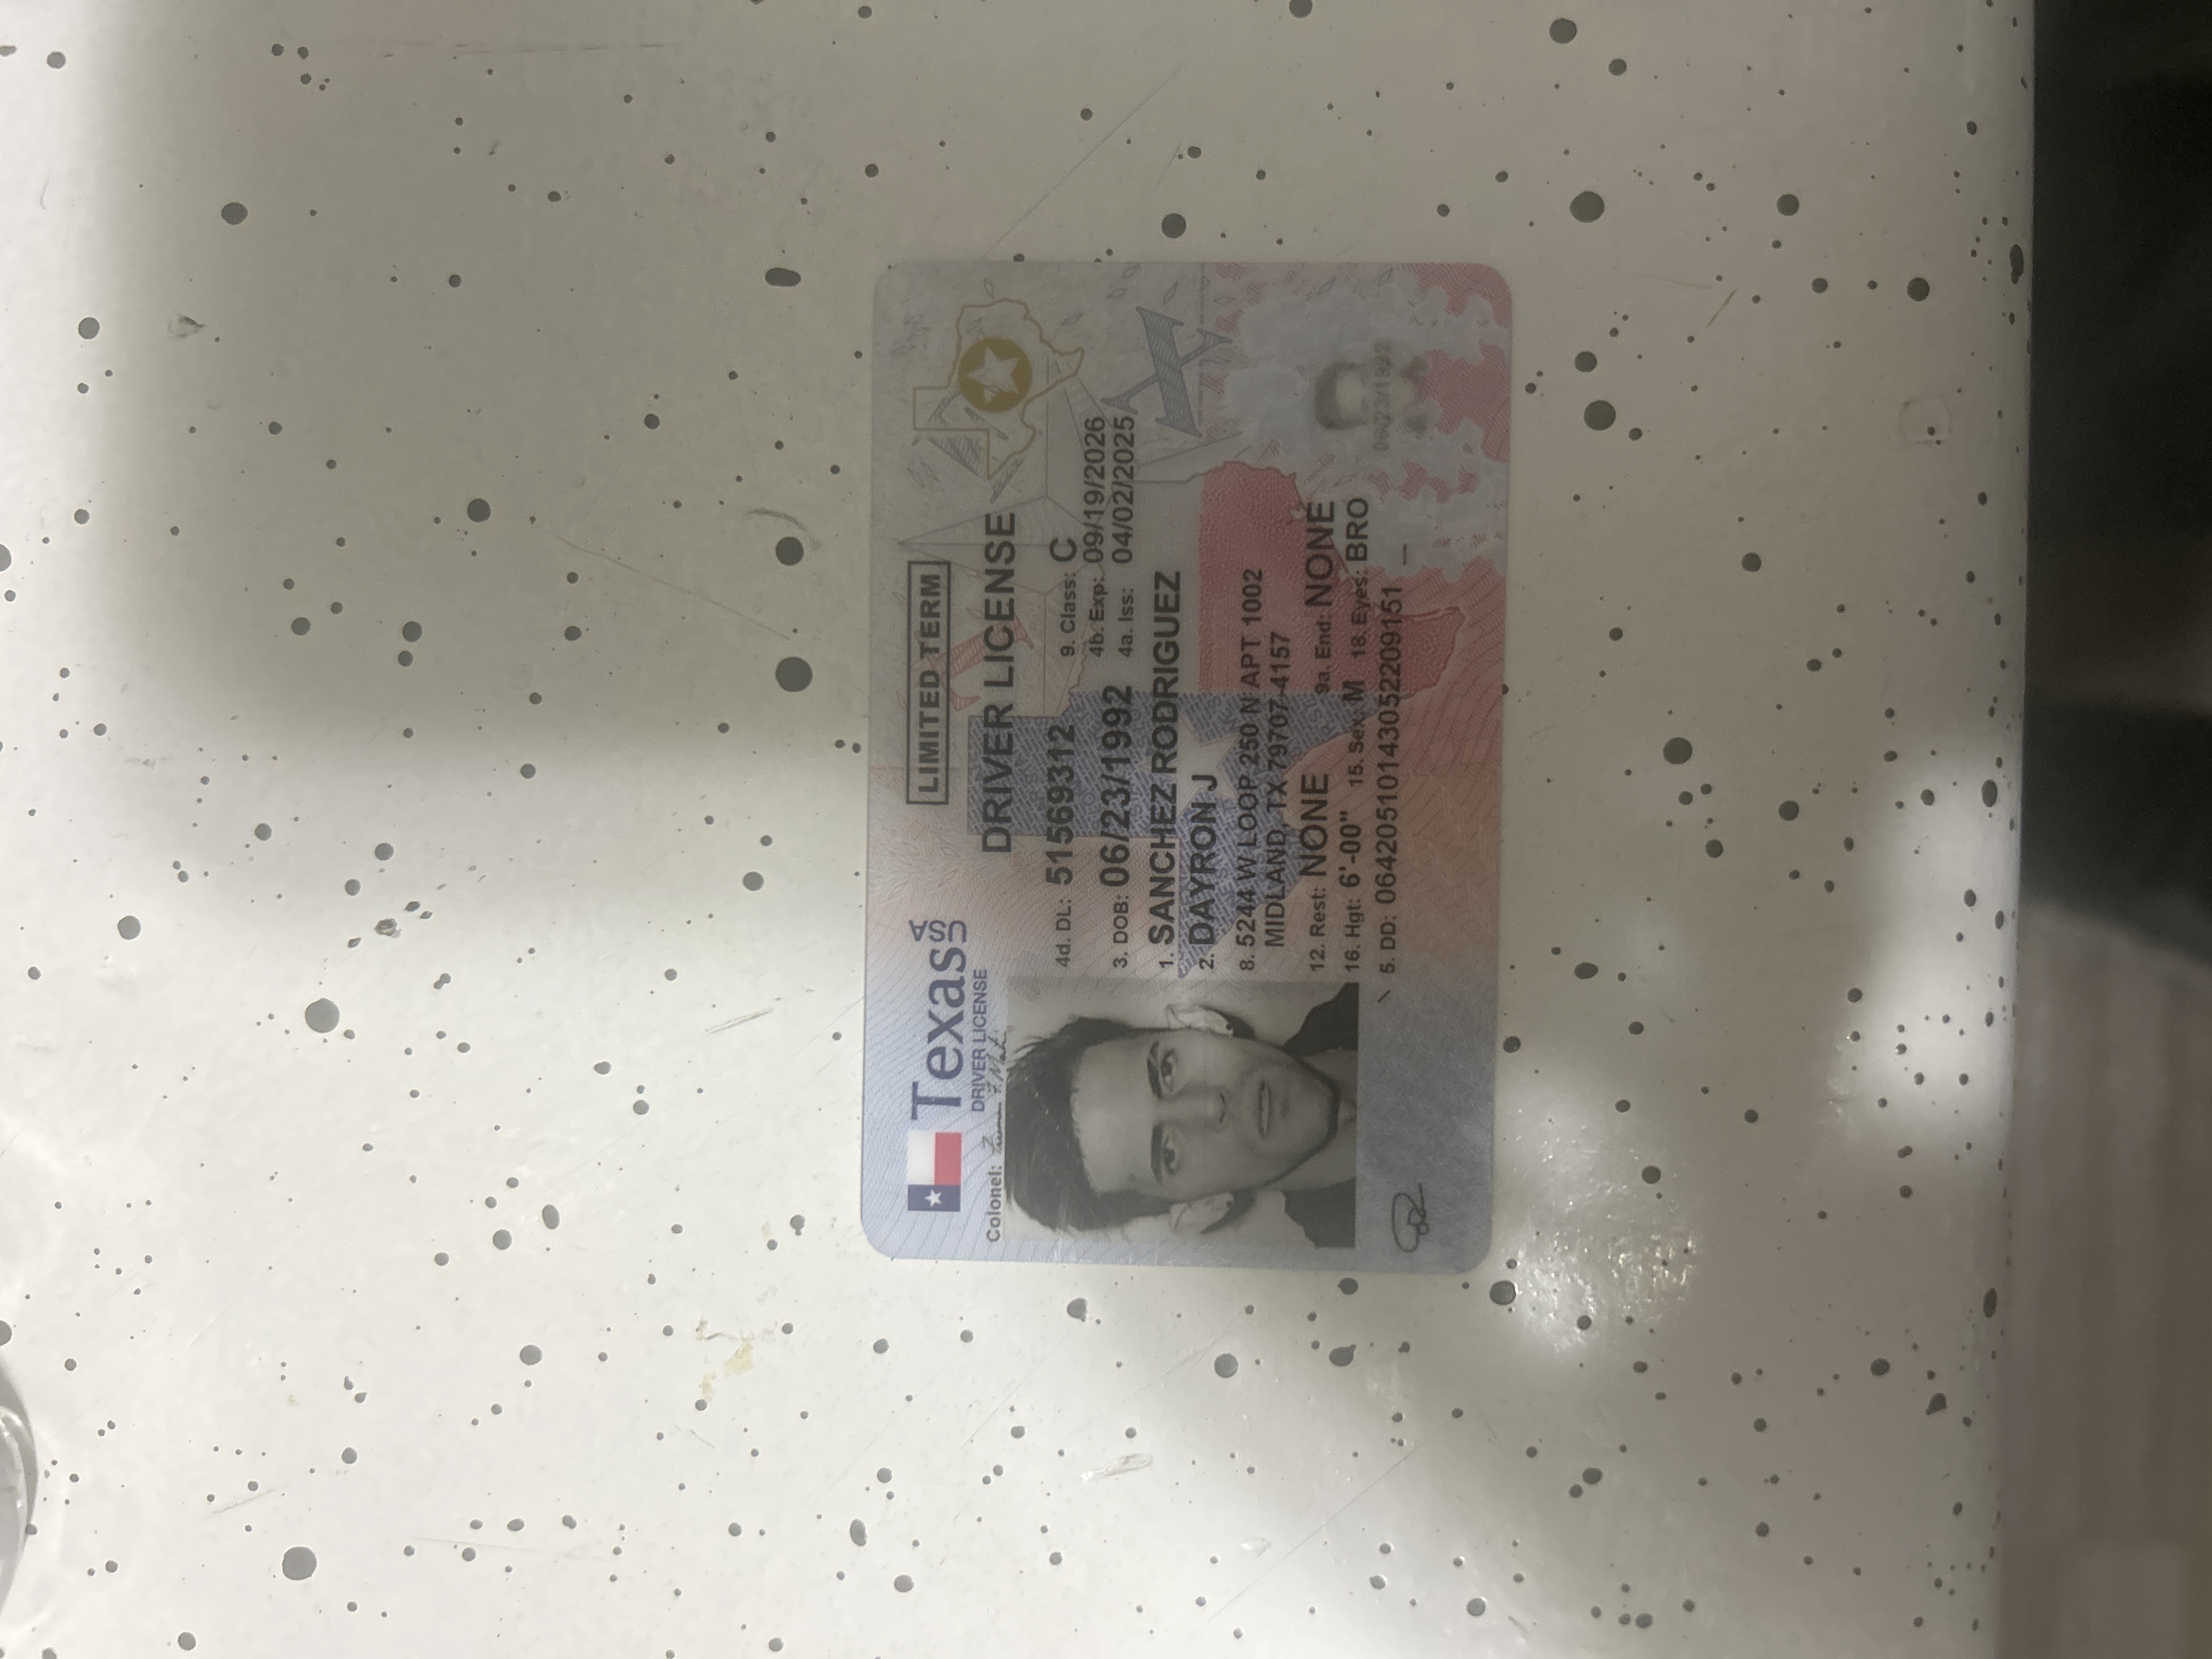 Texas USA
DRIVER LICENSE
Colonel:
LIMITED TERM
DRIVER LICENSE
4d. DL: 51569312 9. Class: C
4b. Exp: 09/19/2026
3. DOB: 06/23/1992 4a. Iss: 04/02/2025
1. SANCHEZ RODRIGUEZ
2. DAYRON J
8. 5244 W LOOP 250 N APT 1002
MIDLAND, TX 79707-4157
12. Rest: NONE 9a. End: NONE
16. Hgt: 6'-00" 15. Sex: M 18. Eyes: BRO
5. DD: 06420510143052209151
06/23/1992